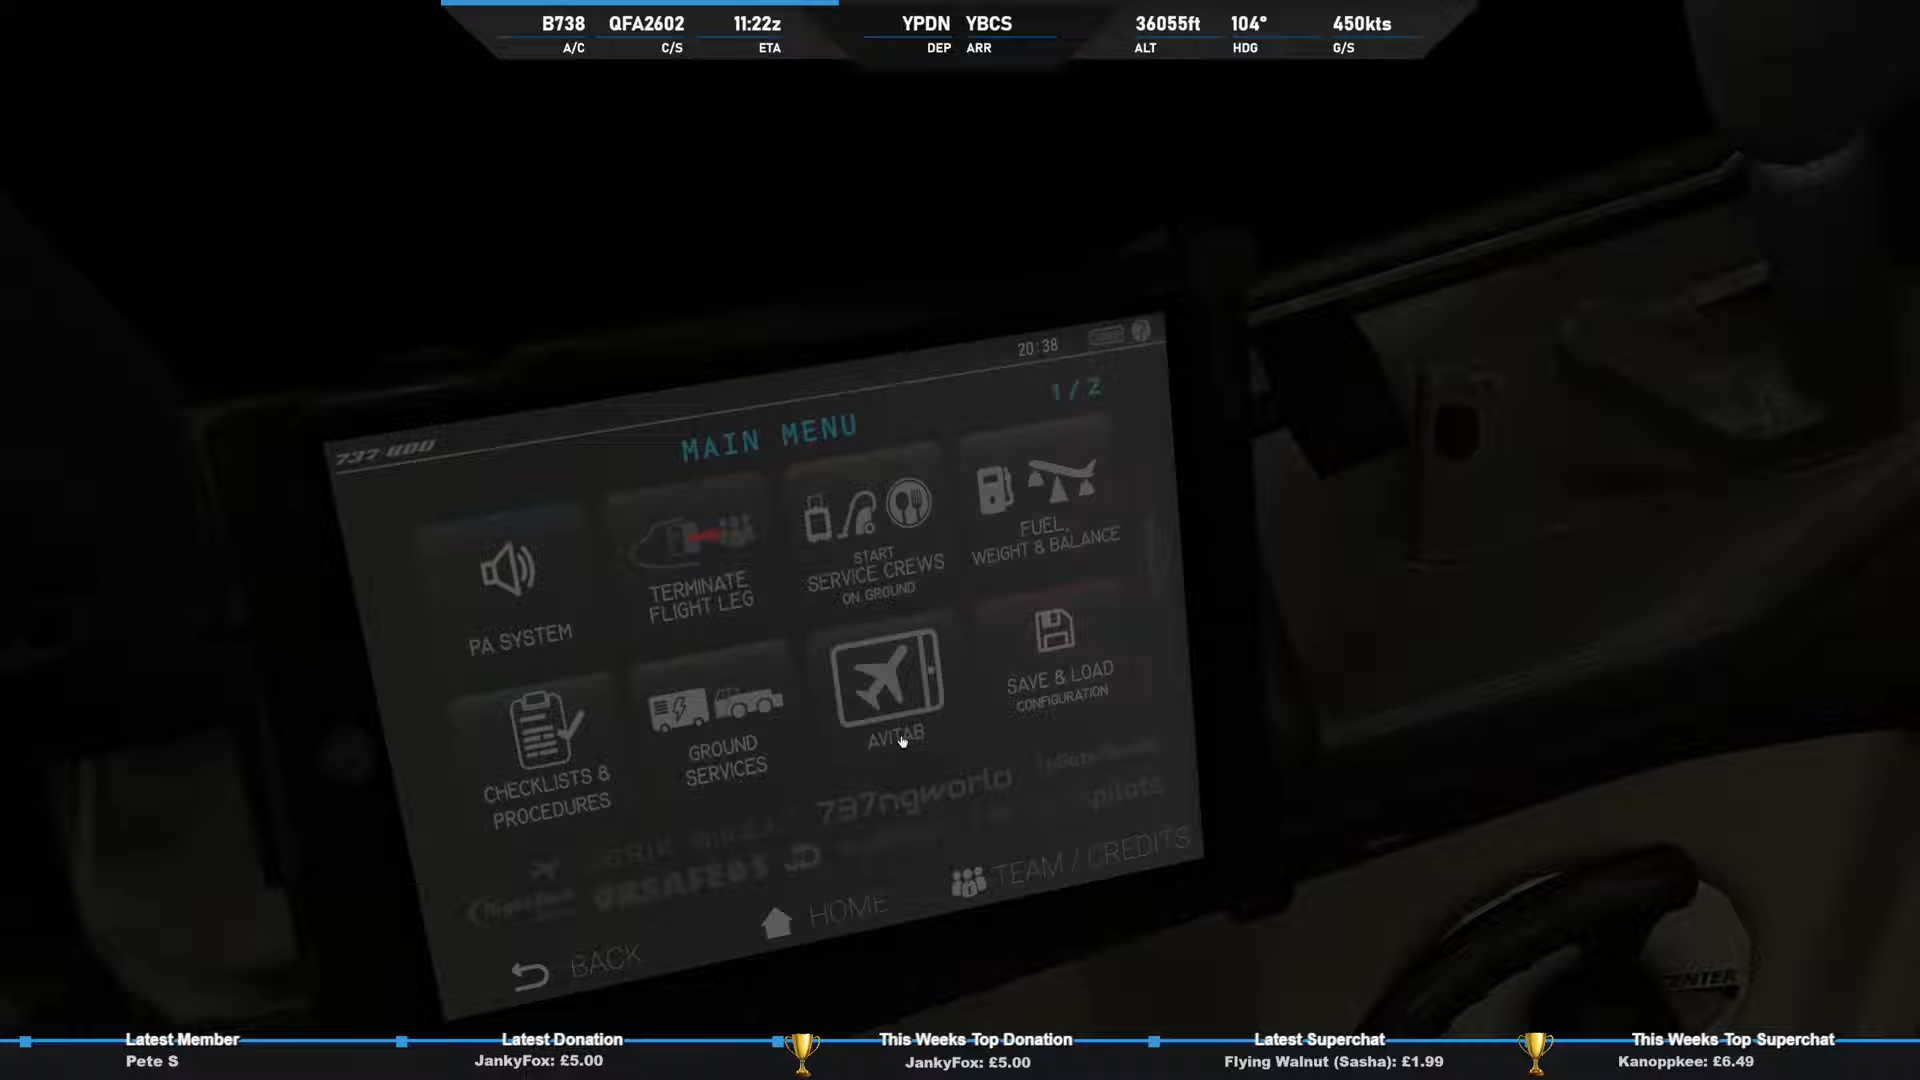 B738 QFA2602 11:22z YPDN YBCS 36055ft 104° 450kts
A/C C/S ETA DEP ARR ALT HDG G/S
20:38
1/2
MAIN MENU
PA SYSTEM
TERMINATE
FLIGHT LEG
START
SERVICE CREWS
ON GROUND
FUEL,
WEIGHT & BALANCE
CHECKLISTS &
PROCEDURES
GROUND
SERVICES
AVITAB
SAVE & LOAD
CONFIGURATION
737ngworld
pilots
JD
BACK
HOME
TEAM / CREDITS
CENTER
Latest Member
Pete S
Latest Donation
JankyFox: £5.00
This Weeks Top Donation
JankyFox: £5.00
Latest Superchat
Flying Walnut (Sasha): £1.99
This Weeks Top Superchat
Kanoppkee: £6.49